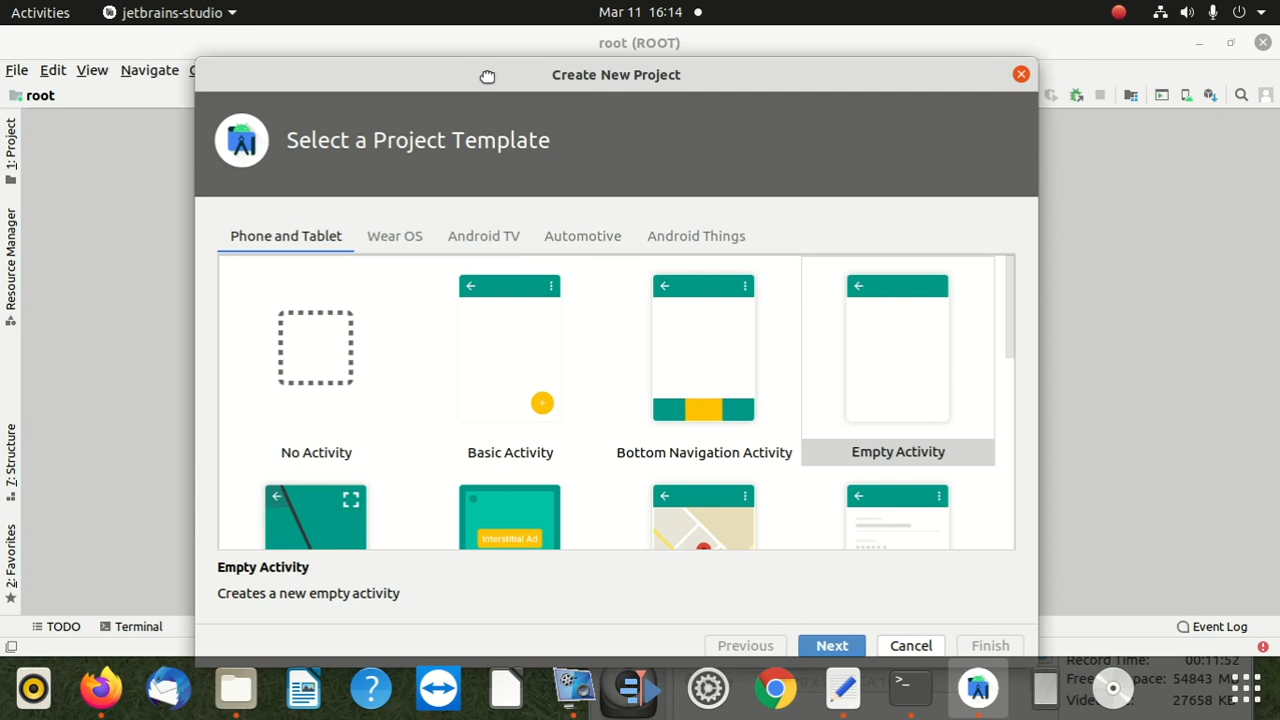 Activities
jetbrains-studio
Mar 11 16:14
root (ROOT)
File Edit View Navigate
root
Create New Project
Select a Project Template
1: Project
Resource Manager
Z: Structure
2: Favorites
Phone and Tablet
Wear OS
Android TV
Automotive
Android Things
No Activity
Basic Activity
Bottom Navigation Activity
Empty Activity
Interstitial Ad
Empty Activity
Creates a new empty activity
Previous
Next
Cancel
Finish
TODO
Terminal
Event Log
Record Time: 00:11:52
Free pace: 54843 M
Vide 27658 K